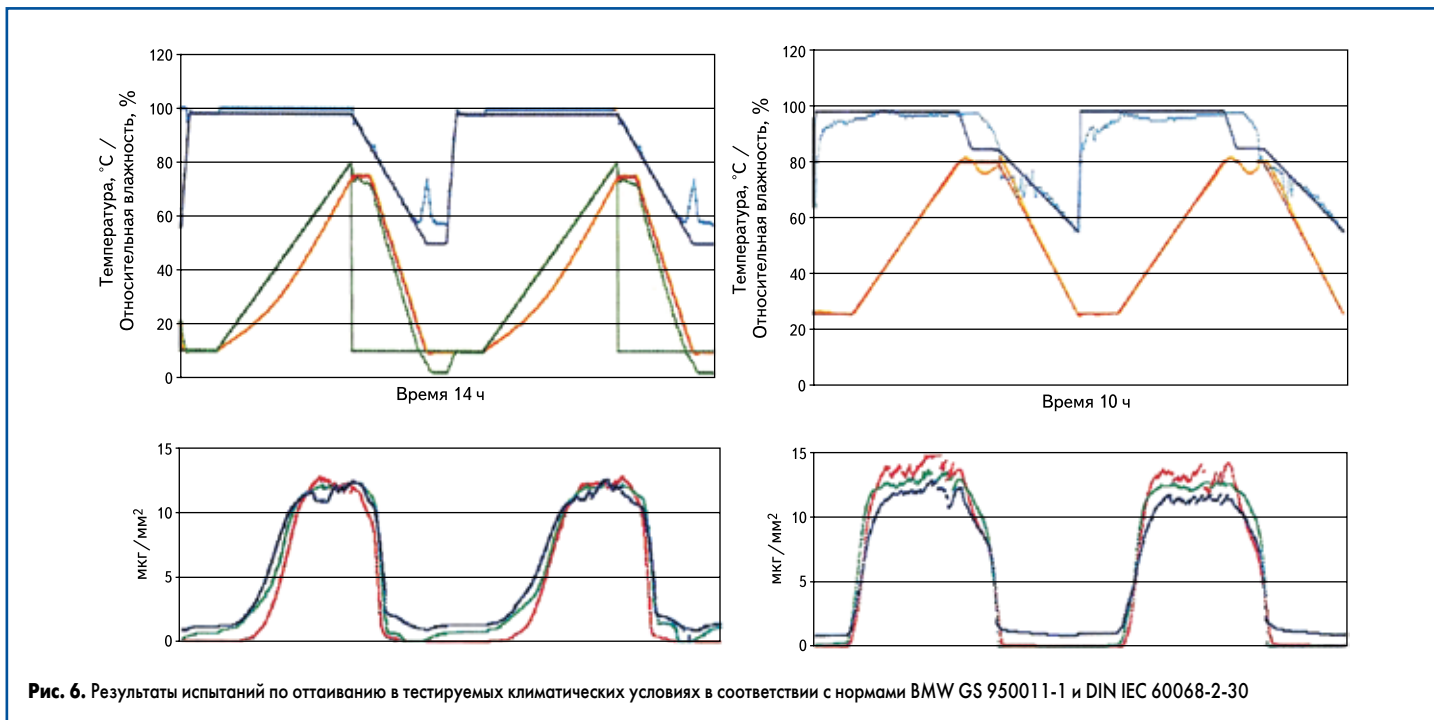 Температура, °C /
Относительная влажность, %
120
100
80
60
40
20
0
Время 14 ч
Температура, °C /
Относительная влажность, %
120
100
80
60
40
20
0
Время 10 ч
мкг/мм²
15
10
5
0
мкг/мм²
15
10
5
0
Рис. 6. Результаты испытаний по оттаиванию в тестируемых климатических условиях в соответствии с нормами BMW GS 950011-1 и DIN IEC 60068-2-30